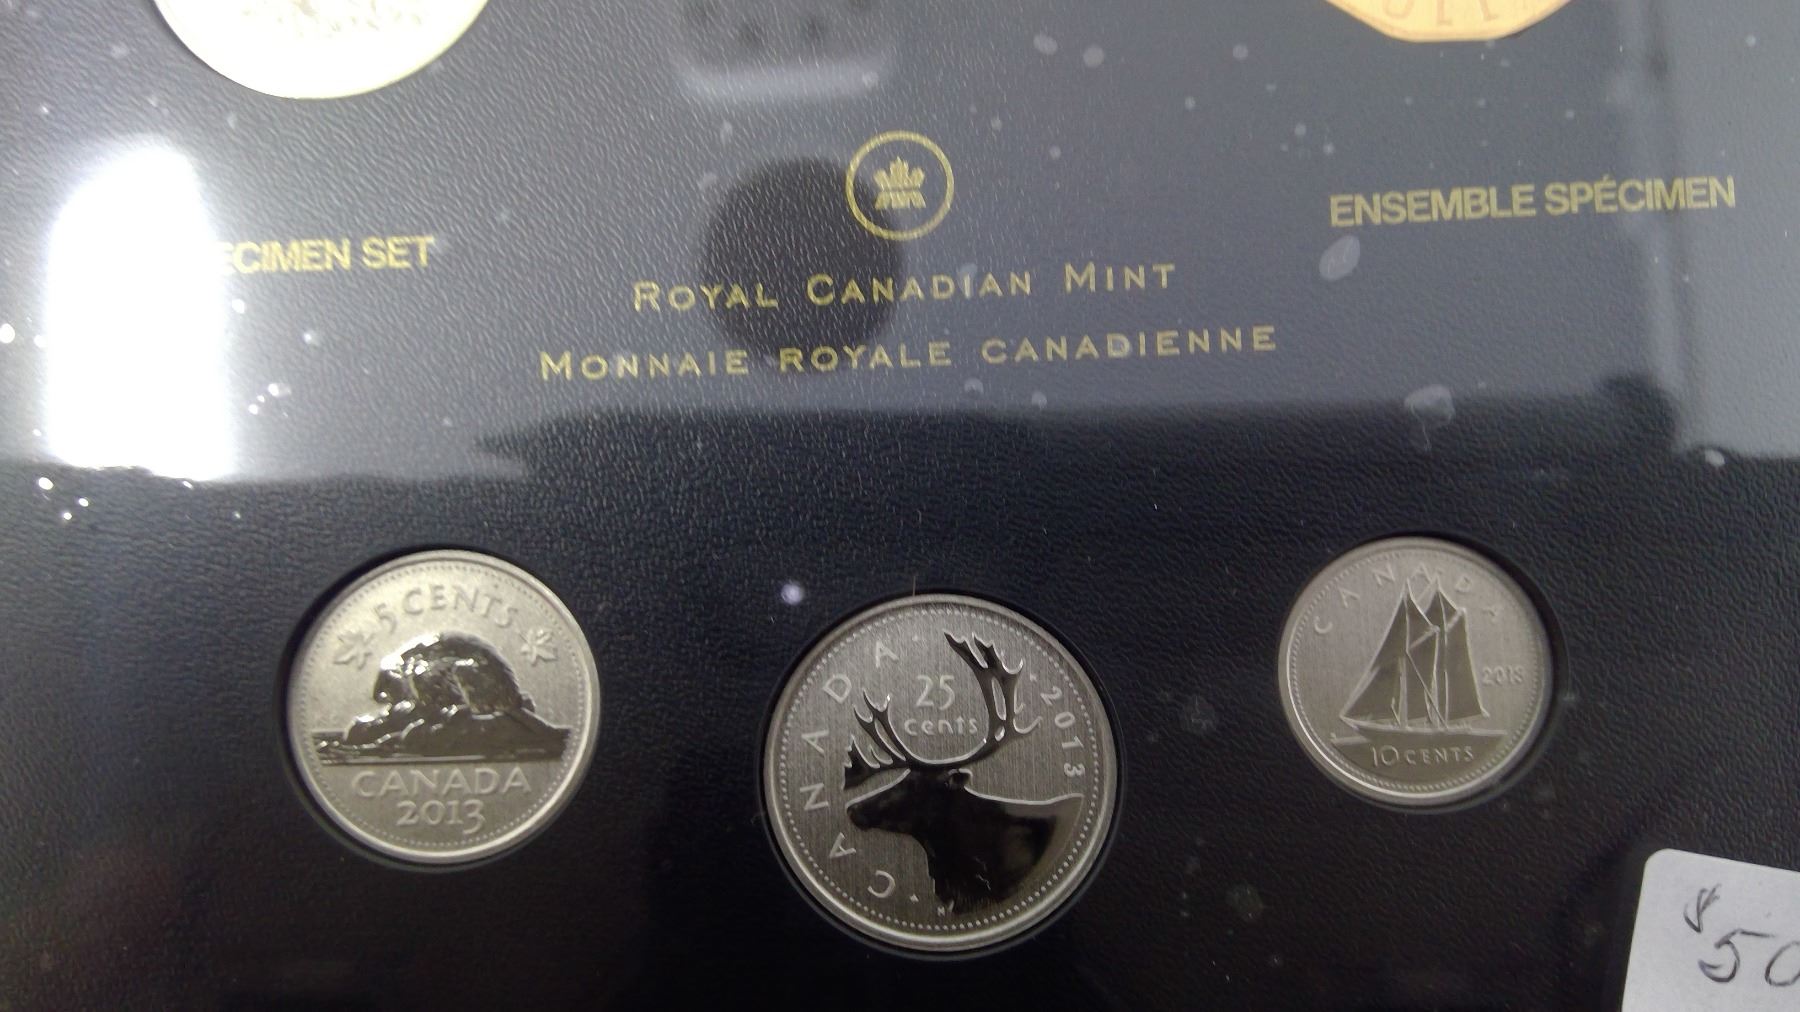 ECIMEN SET
ENSEMBLE SPÉCIMEN
ROYAL CANADIAN MINT
MONNAIE ROYALE CANADIENNE
5 CENTS
CANADA
2013
CANADA
25
cents
2013
CANADA
2013
10 CENTS
$50